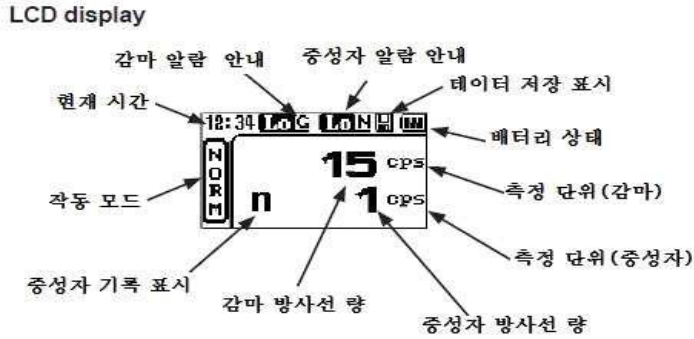 LCD display
감마 알람 안내
중성자 알람 안내
데이터 저장 표시
현재 시간
12:34 Lo G Lo N
배터리 상태
NORM
15 cps
측정 단위(감마)
작동 모드
n 1 cps
측정 단위(중성자)
중성자 기록 표시
감마 방사선 량
중성자 방사선 량